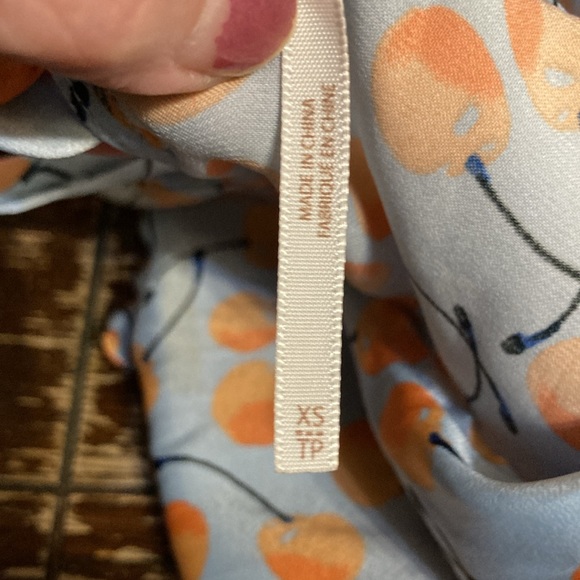 MADE IN CHINA
FABRIQUÉ EN CHINE
XS
TP